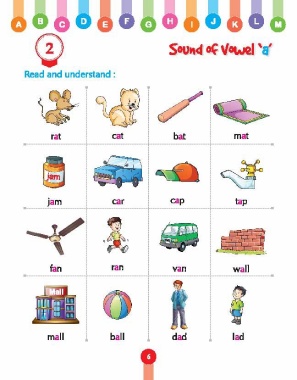 A B C D E F G H I J K L M
2
Sound of Vowel 'a'
Read and understand :
rat cat bat mat
jam
jam car cap tap
fan ran van wall
Mall
mall ball dad lad
6